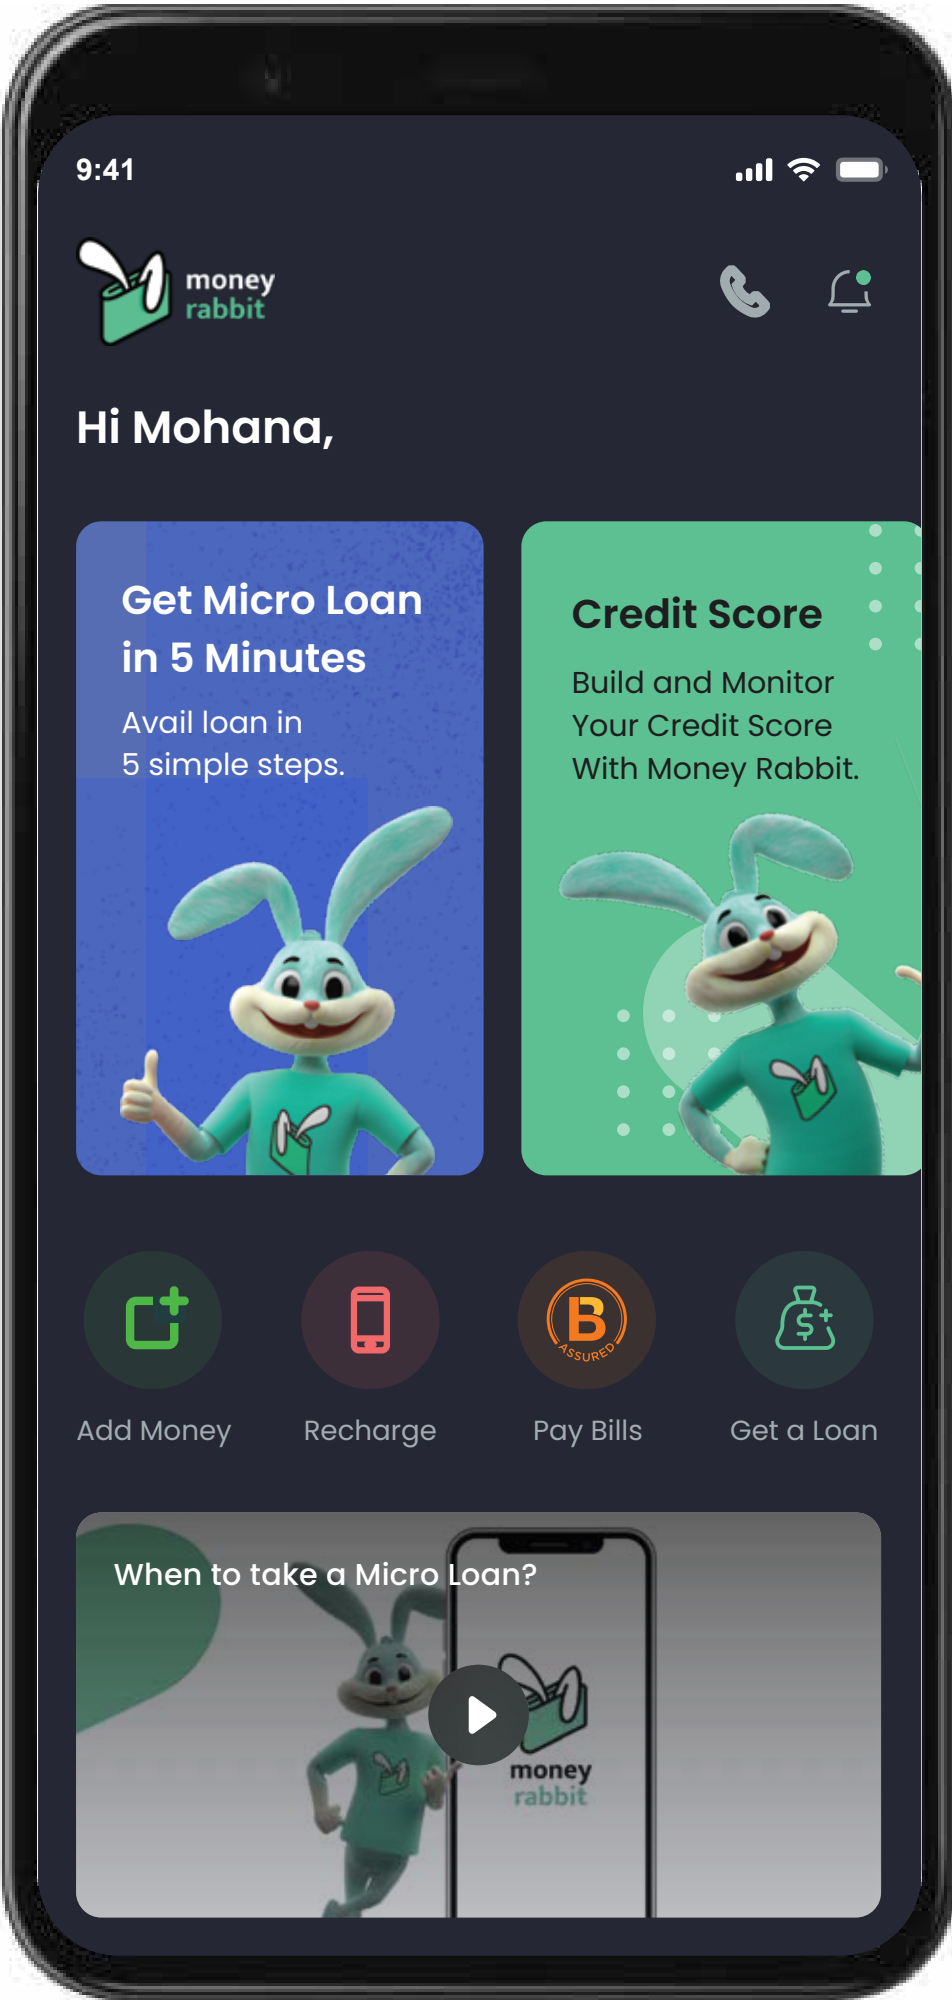 9:41
money
rabbit
Hi Mohana,
Get Micro Loan
in 5 Minutes
Avail loan in
5 simple steps.
Credit Score
Build and Monitor
Your Credit Score
With Money Rabbit.
B
ASSURED
Add Money
Recharge
Pay Bills
Get a Loan
When to take a Micro Loan?
money
rabbit